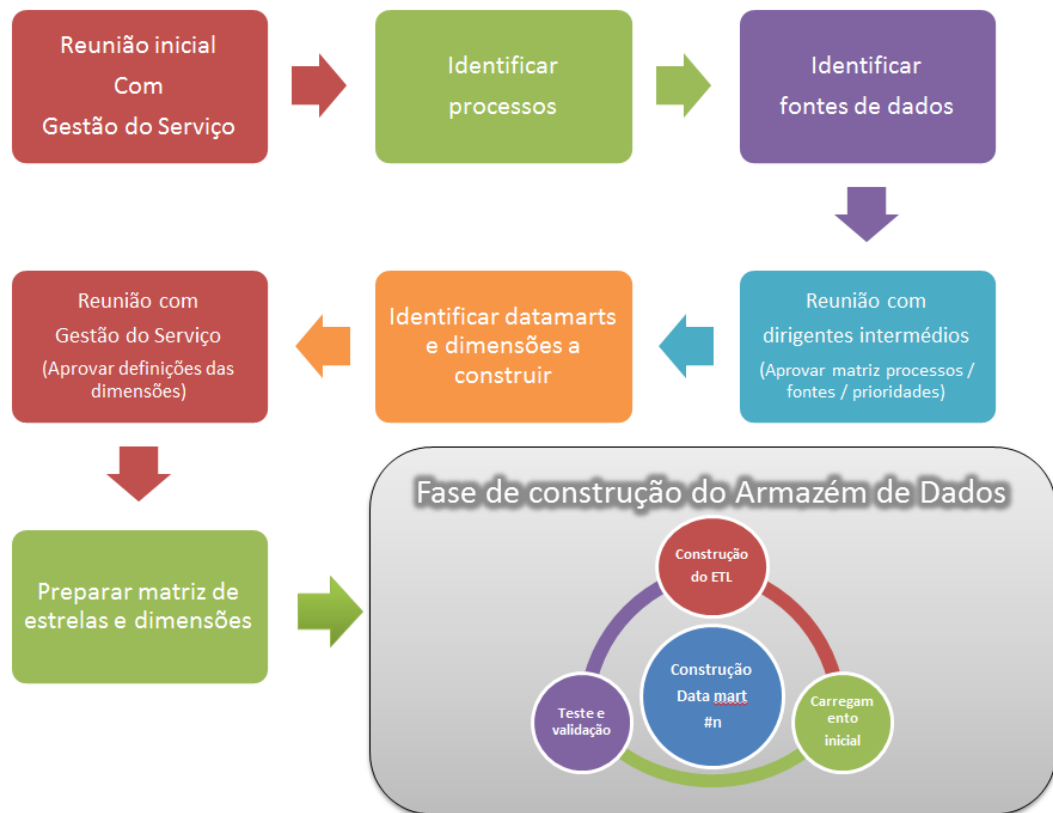 Reunião inicial
Com
Gestão do Serviço
Identificar
processos
Identificar
fontes de dados
Reunião com
dirigentes intermédios
(Aprovar matriz processos /
fontes / prioridades)
Identificar datamarts
e dimensões a
construir
Reunião com
Gestão do Serviço
(Aprovar definições das
dimensões)
Preparar matriz de
estrelas e dimensões
Fase de construção do Armazém de Dados
Construção
do ETL
Construção
Data mart
#n
Teste e
validação
Carregam
ento
inicial